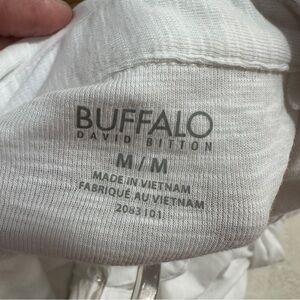 BUFFALO
DAVID BITTON
M/M
MADE IN VIETNAM
FABRIQUÉ AU VIETNAM
2083101